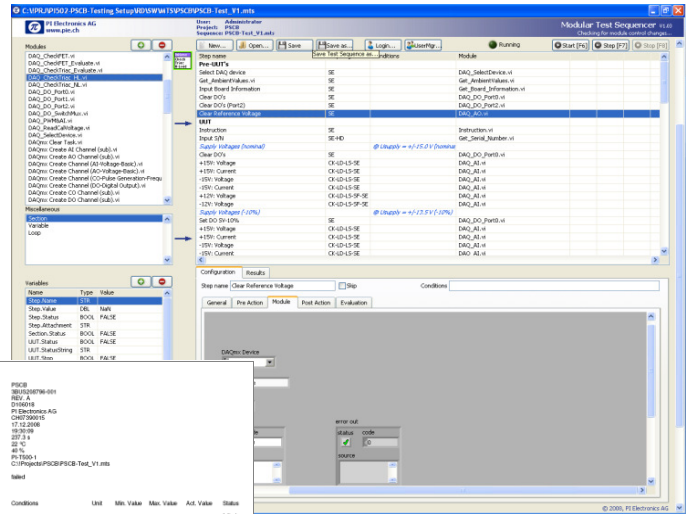 C:\VPRJ\PI502-PSCB-Testing Setup\ID\SW\MTS\PSCB\PSCB-Test_V1.mts
PI Electronics AG
www.pie.ch
User: Administrator
Project: PSCB
Sequence: PSCB-Test_V1.mts
Modular Test Sequencer
Checking for module control changes...
Modules
New...
Open...
Save
Save as...
Login...
UserMgr...
Running
Start [F6]
Stop [F7]
Stop [F8]
Save Test Sequence as...
DAQ_CheckPET.vi
DAQ_CheckPET_Evaluate.vi
DAQ_CheckTriac_Evaluate.vi
DAQ_CheckTriac_HL.vi
DAQ_CheckTriac_NL.vi
DAQ_DO_Port0.vi
DAQ_DO_Port1.vi
DAQ_DO_Port2.vi
DAQ_DO_SwitchMux.vi
DAQ_PWMbAI.vi
DAQ_ReadCalVoltage.vi
DAQ_SelectDevice.vi
DAQmx Clear Task.vi
DAQmx Create AI Channel (sub).vi
DAQmx Create AO Channel (sub).vi
DAQmx Create Channel (AI-Voltage-Basic).vi
DAQmx Create Channel (AO-Voltage-Basic).vi
DAQmx Create Channel (CO-Pulse Generation-Frequ
DAQmx Create Channel (DO-Digital Output).vi
DAQmx Create CO Channel (sub).vi
DAQmx Create DO Channel (sub).vi
Miscellaneous
Section
Variable
Loop
Step name
Conditions
Module
Pre-UUT's
Select DAQ device SE DAQ_SelectDevice.vi
Get_AmbientValues.vi SE Get_AmbientValues.vi
Input Board Information SE Get_Board_Information.vi
Clear DO's SE DAQ_DO_Port0.vi
Clear DO's (Port2) SE DAQ_DO_Port2.vi
Clear Reference Voltage SE DAQ_AO.vi
UUT
Instruction SE Instruction.vi
Input S/N SE-HD Get_Serial_Number.vi
Supply Voltages (nominal) @ Usupply = +/-15.0 V (nominal
Clear DO's SE DAQ_DO_Port0.vi
+15V: Voltage CK-LD-LS-SE DAQ_AI.vi
+15V: Current CK-LD-LS-SE DAQ_AI.vi
-15V: Voltage CK-LD-LS-SE DAQ_AI.vi
-15V: Current CK-LD-LS-SE DAQ_AI.vi
+12V: Voltage CK-LD-LS-SP-SE DAQ_AI.vi
-12V: Voltage CK-LD-LS-SP-SE DAQ_AI.vi
Supply Voltages (-10%) @ Usupply = +/-13.5 V (-10%)
Set DO SV-10% SE DAQ_DO_Port0.vi
+15V: Voltage CK-LD-LS-SE DAQ_AI.vi
+15V: Current CK-LD-LS-SE DAQ_AI.vi
-15V: Voltage CK-LD-LS-SE DAQ_AI.vi
-15V: Current CK-LD-LS-SE DAQ_AI.vi
Variables
Name Type Value
Step.Name STR
Step.Value DBL NaN
Step.Status BOOL FALSE
Step.Attachment STR
Section.Status BOOL FALSE
UUT.Status BOOL FALSE
UUT.StatusString STR
UUT.Stop BOOL FALSE
Configuration Results
Step name Clear Reference Voltage Skip Conditions
General Pre Action Module Post Action Evaluation
DAQmx Device
error out
status code
0
source
PSCB
3BUS208796-001
REV. A
D106018
PI Electronics AG
CH07390015
17.12.2008
19:30:09
237.3 s
22 °C
40 %
PI-T500-1
C:\Projects\PSCB\PSCB-Test_V1.mts
failed
Conditions Unit Min. Value Max. Value Act. Value Status
© 2008, PI Electronics AG